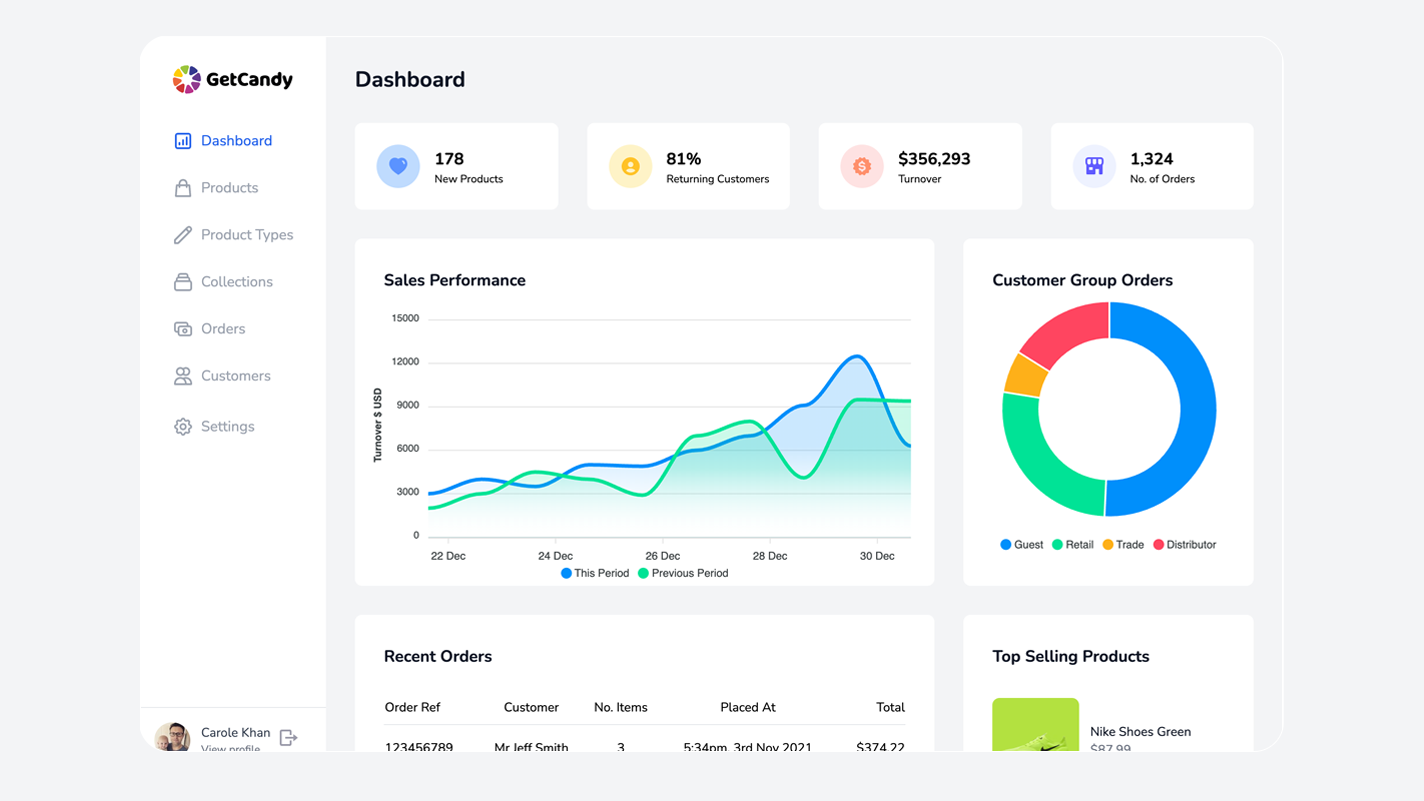 GetCandy
Dashboard
Products
Product Types
Collections
Orders
Customers
Settings
Carole Khan
View profile
Dashboard
178
New Products
81%
Returning Customers
$356,293
Turnover
1,324
No. of Orders
Sales Performance
Turnover $ USD
15000
12000
9000
6000
3000
0
22 Dec 24 Dec 26 Dec 28 Dec 30 Dec
This Period Previous Period
Customer Group Orders
Guest Retail Trade Distributor
Recent Orders
Order Ref Customer No. Items Placed At Total
123456789 Mr Jeff Smith 3 5:34pm, 3rd Nov 2021 $374.22
Top Selling Products
Nike Shoes Green
$87.99